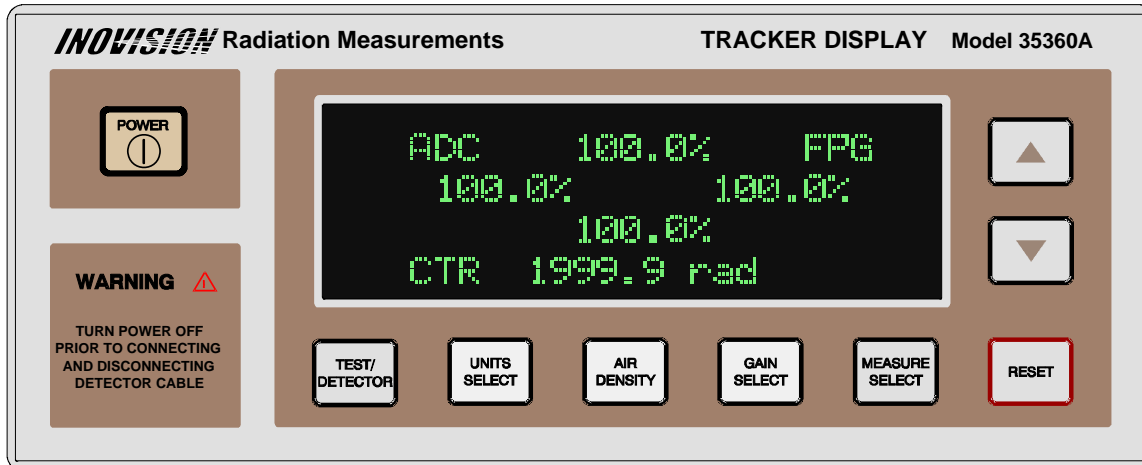 INOVISION Radiation Measurements
TRACKER DISPLAY Model 35360A
POWER
WARNING
TURN POWER OFF
PRIOR TO CONNECTING
AND DISCONNECTING
DETECTOR CABLE
ADC 100.0% FPG
100.0% 100.0%
100.0%
CTR 1999.9 rad
TEST/
DETECTOR
UNITS
SELECT
AIR
DENSITY
GAIN
SELECT
MEASURE
SELECT
RESET